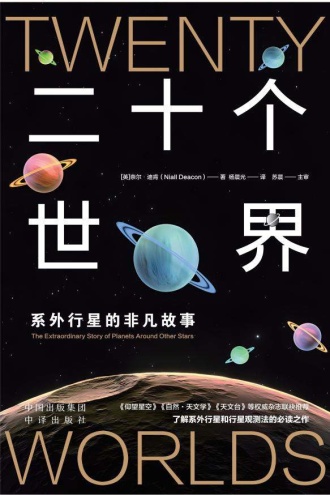 TWENTY
二十个
[英]奈尔·迪肯（Niall Deacon）—— 著 杨晨光 —— 译 苏晨 —— 主审
世界
系外行星的非凡故事
The Extraordinary Story of Planets Around Other Stars
中国出版集团
中译出版社
《仰望星空》《自然·天文学》《天文台》等权威杂志联袂推荐
了解系外行星和行星观测法的必读之作
WORLDS